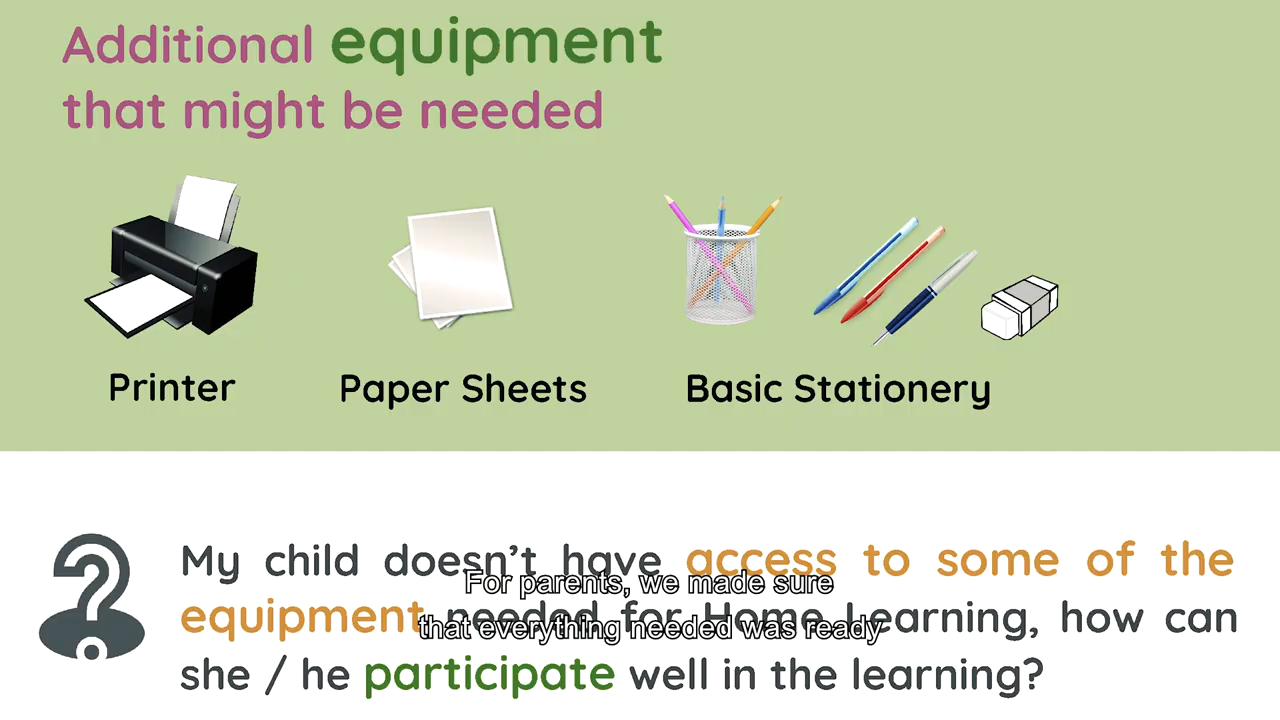 Additional equipment
that might be needed
Printer
Paper Sheets
Basic Stationery
My child doesn't have access to some of the
equipment needed for Home Learning, how can
she / he participate well in the learning?
For parents, we made sure
that everything needed was ready